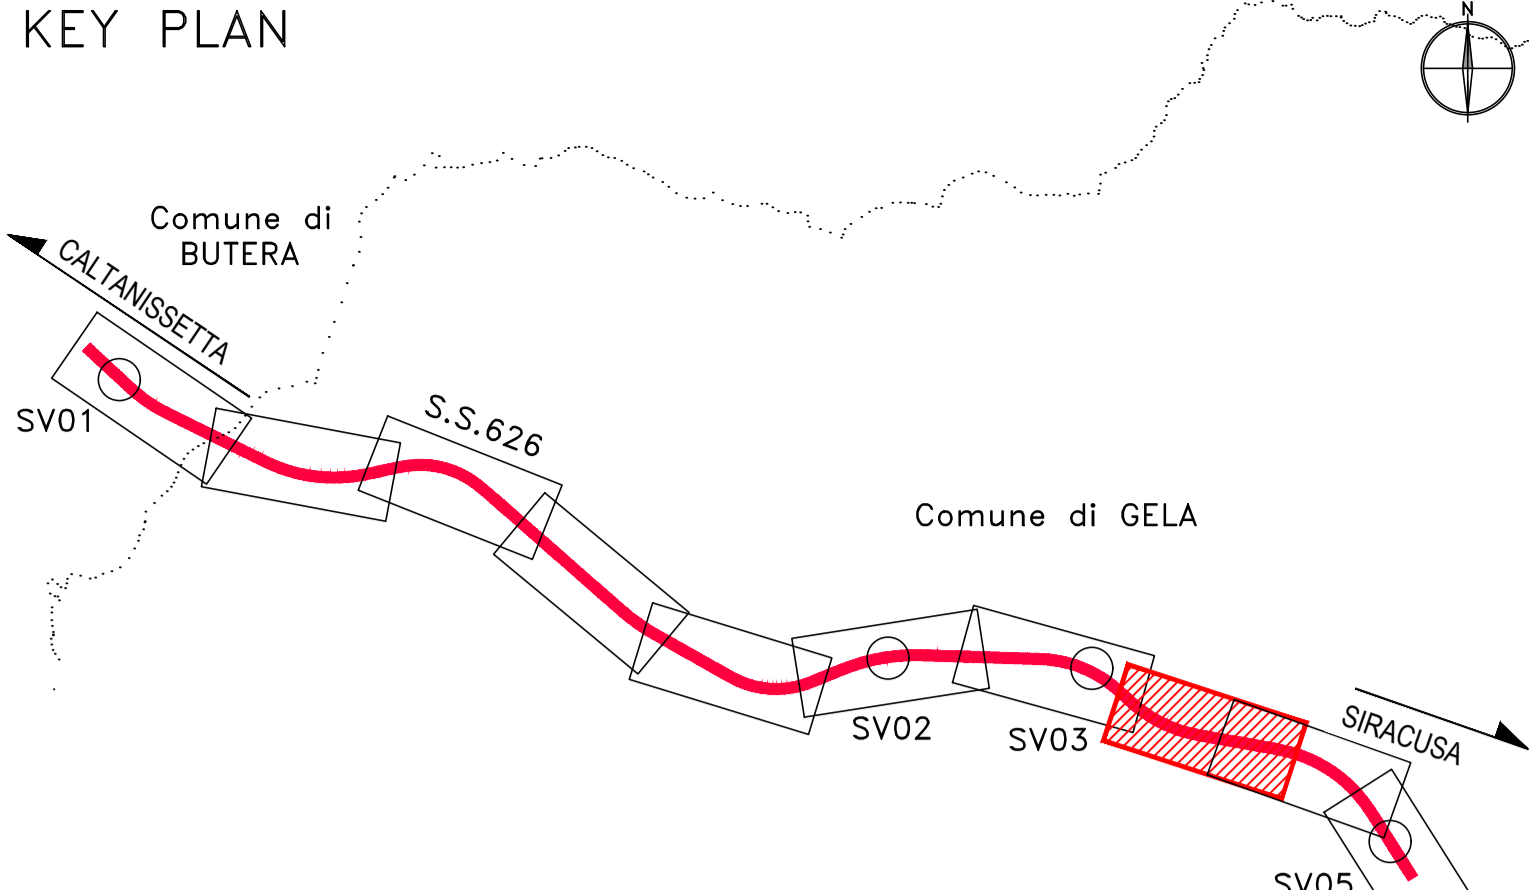 KEY PLAN
N
Comune di
BUTERA
CALTANISSETTA
SV01
S.S.626
Comune di GELA
SV02
SV03
SIRACUSA
SV05